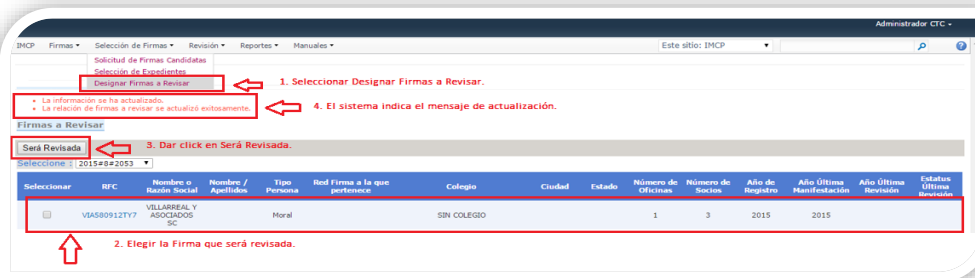 Administrador CTC
IMCP Firmas Selección de Firmas Revisión Reportes Manuales Este sitio: IMCP
Solicitud de Firmas Candidatas
Selección de Expedientes
Designar Firmas a Revisar
1. Seleccionar Designar Firmas a Revisar.
La información se ha actualizado.
La relación de firmas a revisar se actualizó exitosamente.
4. El sistema indica el mensaje de actualización.
Firmas a Revisar
Será Revisada
3. Dar click en Será Revisada.
Seleccione : 2015#8#2053
Seleccionar RFC Nombre o Razón Social Nombre / Apellidos Tipo Persona Red Firma a la que pertenece Colegio Ciudad Estado Número de Oficinas Número de Socios Año de Registro Año Última Manifestación Año Última Revisión Estatus Última Revisión
VIAS80912TY7 VILLARREAL Y ASOCIADOS SC Moral SIN COLEGIO 1 3 2015 2015
2. Elegir la Firma que será revisada.